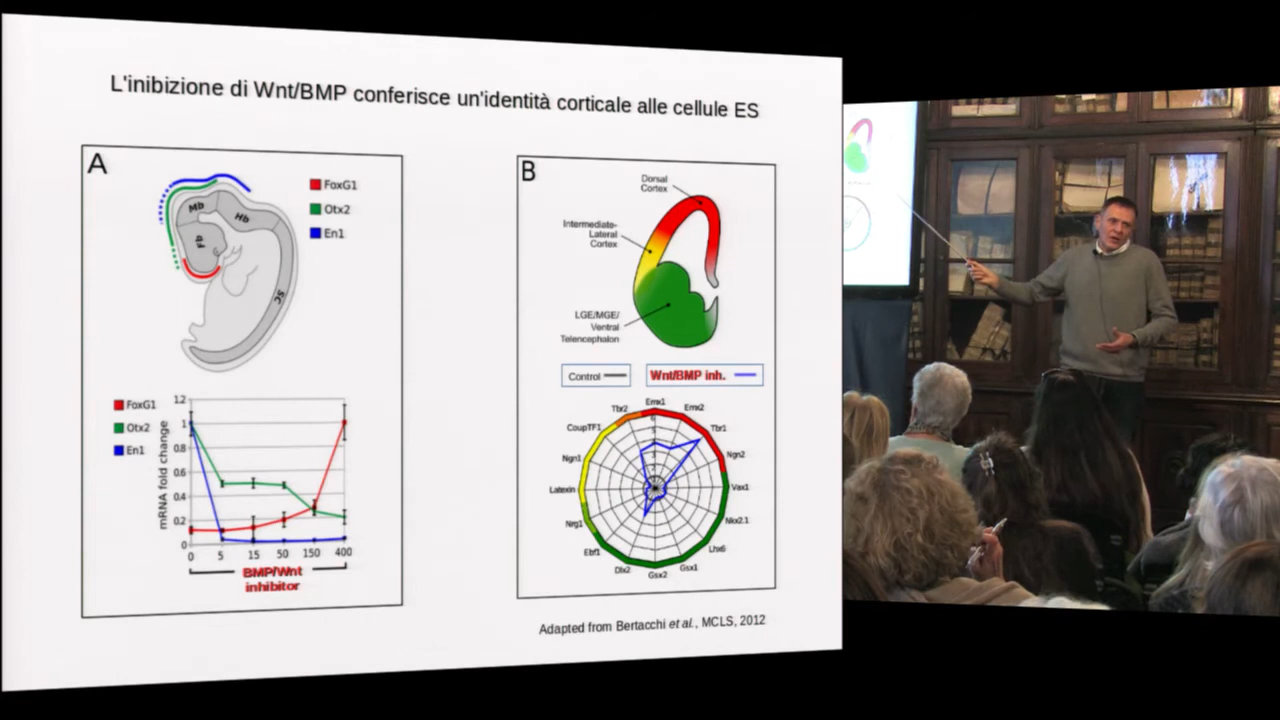 L'inibizione di Wnt/BMP conferisce un'identità corticale alle cellule ES
A
FoxG1
Otx2
En1
Mb
Hb
Fb
SC
FoxG1
Otx2
En1
mRNA fold change
1.2
1
0.8
0.6
0.4
0.2
0
0 5 15 50 150 400
BMP/Wnt
inhibitor
B
Dorsal
Cortex
Intermediate-
Lateral
Cortex
LGE/MGE/
Ventral
Telencephalon
Control
Wnt/BMP inh.
Emx1
Emx2
Tbr1
Ngn2
Vax1
Nkx2.1
Lhx6
Gsx1
Gsx2
Dlx2
Ebf1
Nrg1
Latexin
Ngn1
CoupTF1
Tbr2
Adapted from Bertacchi et al., MCLS, 2012